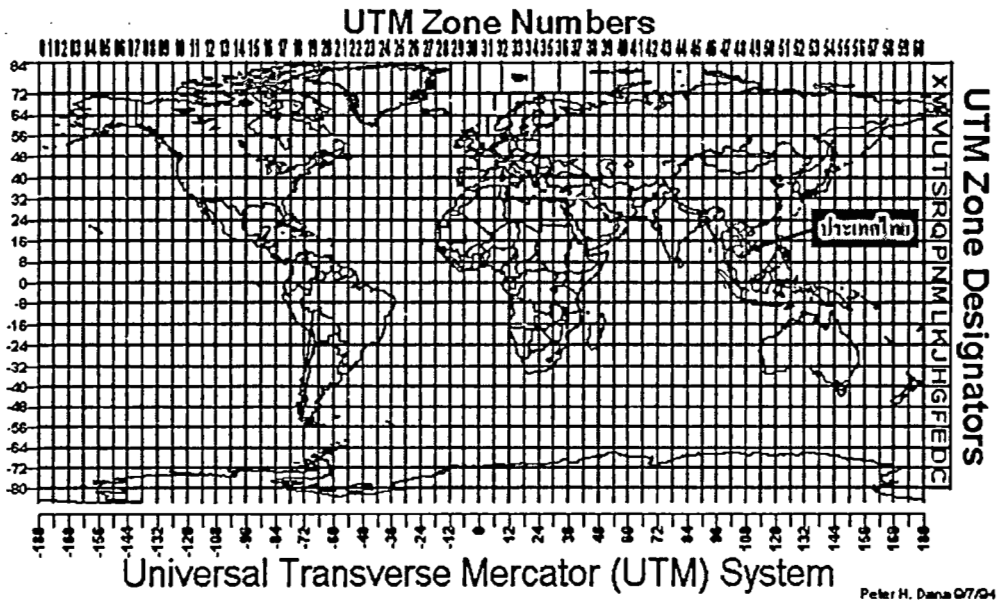 UTM Zone Numbers
01 02 03 04 05 06 07 08 09 10 11 12 13 14 15 16 17 18 19 20 21 22 23 24 25 26 27 28 29 30 31 32 33 34 35 36 37 38 39 40 41 42 43 44 45 46 47 48 49 50 51 52 53 54 55 56 57 58 59 60
84
72
64
56
48
40
32
24
16
8
0
-8
-16
-24
-32
-40
-48
-56
-64
-72
-80
X
W
V
U
T
S
R
Q
P
N
M
L
K
J
H
G
F
E
D
C
UTM Zone Designators
ประเทศไทย
-168
-144
-132
-120
-108
-96
-84
-72
-60
-48
-36
-24
-12
0
12
24
36
48
60
72
84
96
108
120
132
144
168
Universal Transverse Mercator (UTM) System
Peter H. Dana 9/7/94